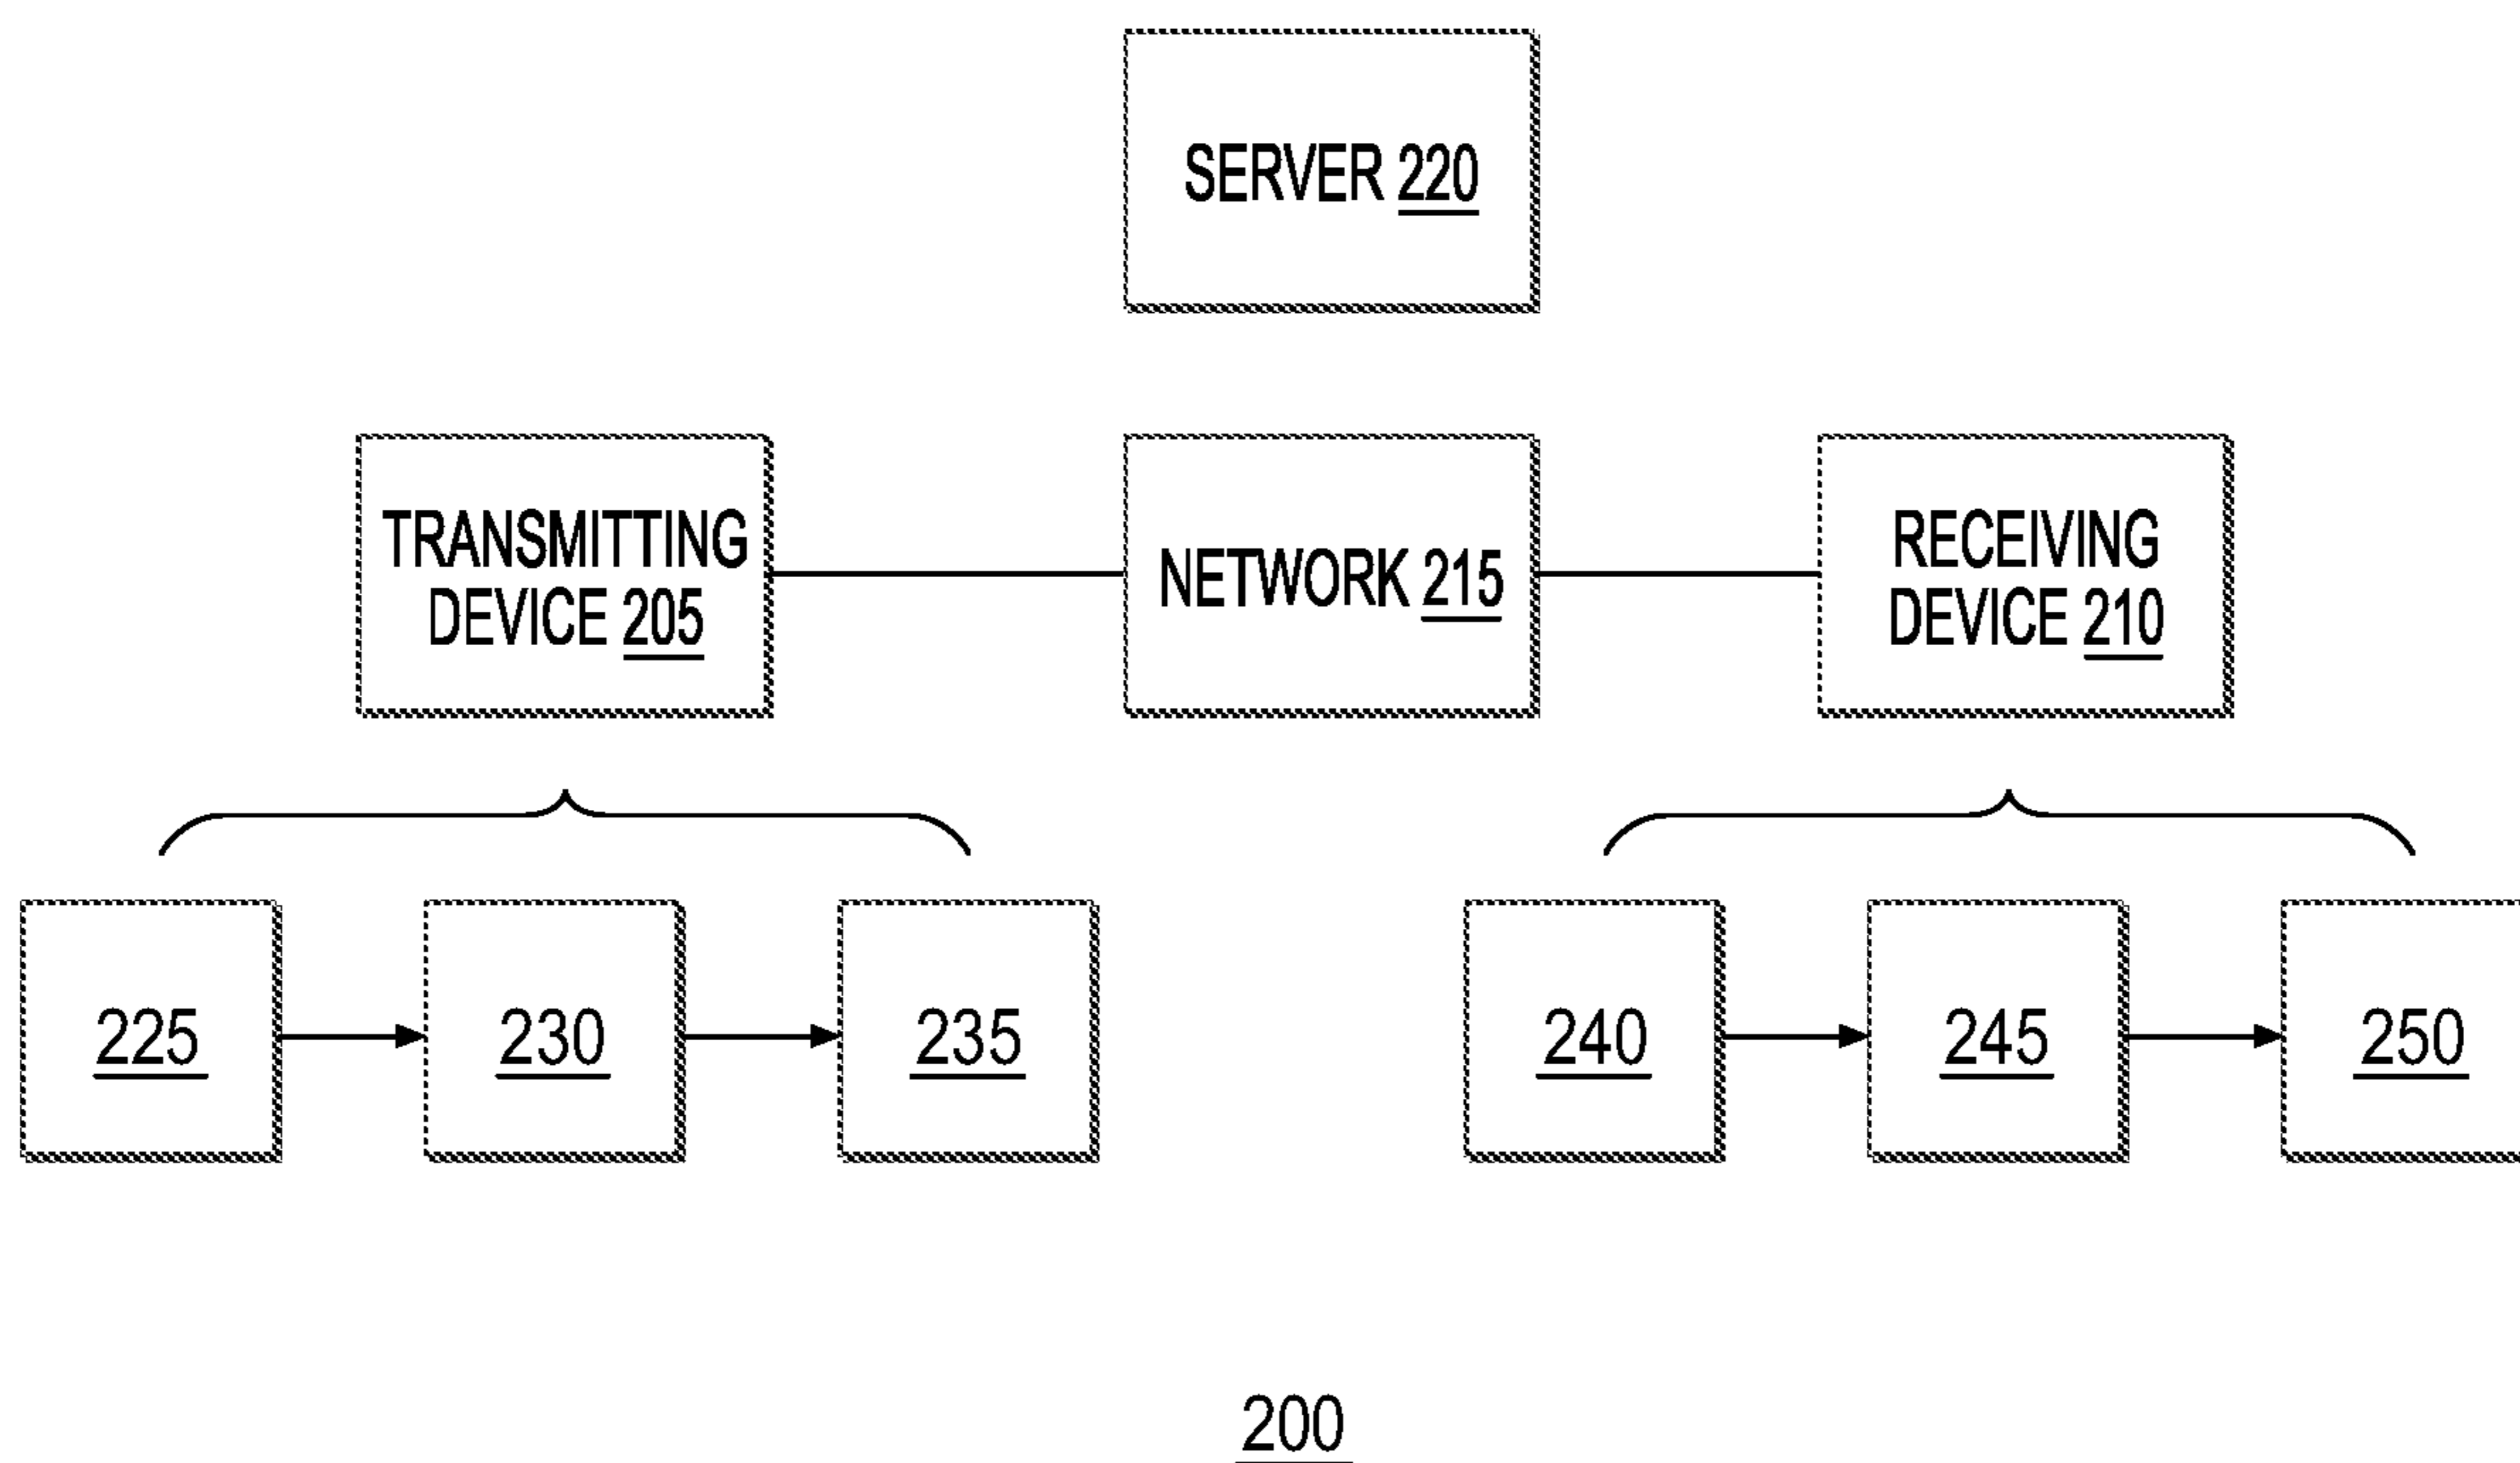 SERVER 220
TRANSMITTING
DEVICE 205
NETWORK 215
RECEIVING
DEVICE 210
225
230
235
240
245
250
200